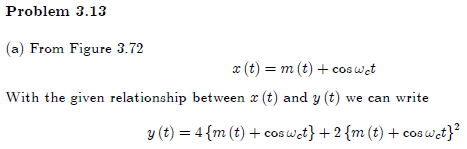 Problem 3.13
(a) From Figure 3.72
x (t) = m (t) + cos ω_c t
With the given relationship between x (t) and y (t) we can write
y (t) = 4 {m (t) + cos ω_c t} + 2 {m (t) + cos ω_c t}²